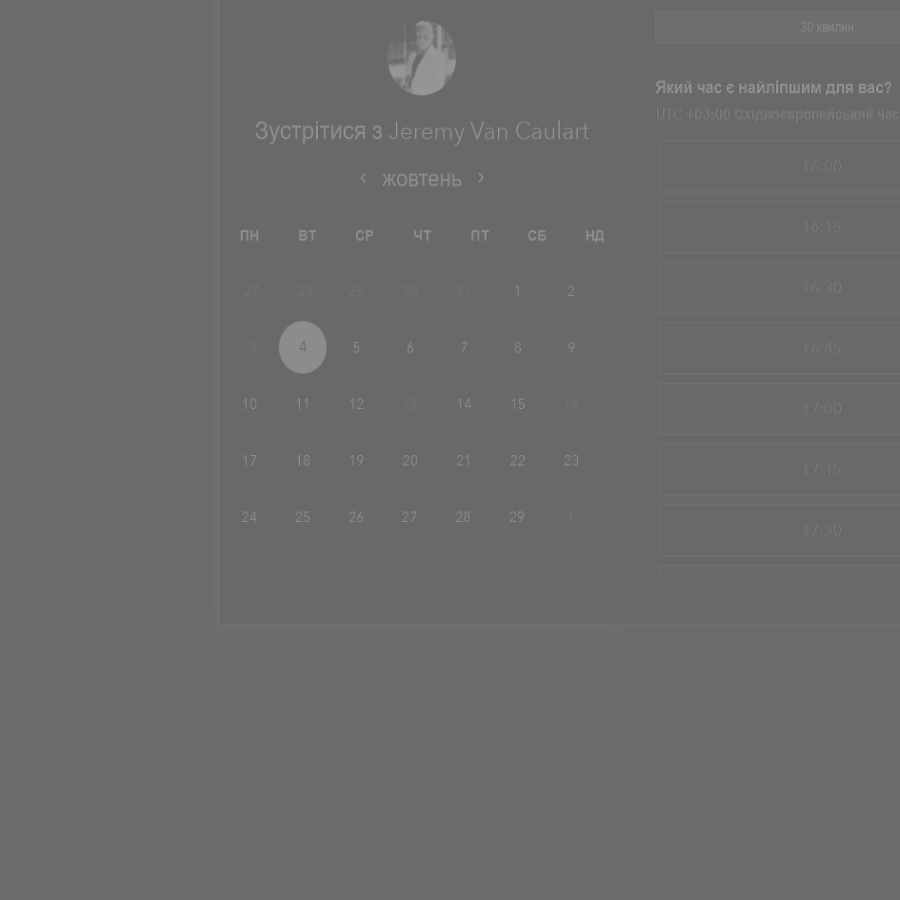 30 хвилин
Зустрітися з Jeremy Van Caulart
жовтень
ПН ВТ СР ЧТ ПТ СБ НД
27 28 29 30 31 1 2
3 4 5 6 7 8 9
10 11 12 13 14 15 16
17 18 19 20 21 22 23
24 25 26 27 28 29 1
Який час є найліпшим для вас?
UTC +03:00 Східноєвропейський час
16:00
16:15
16:30
16:45
17:00
17:15
17:30